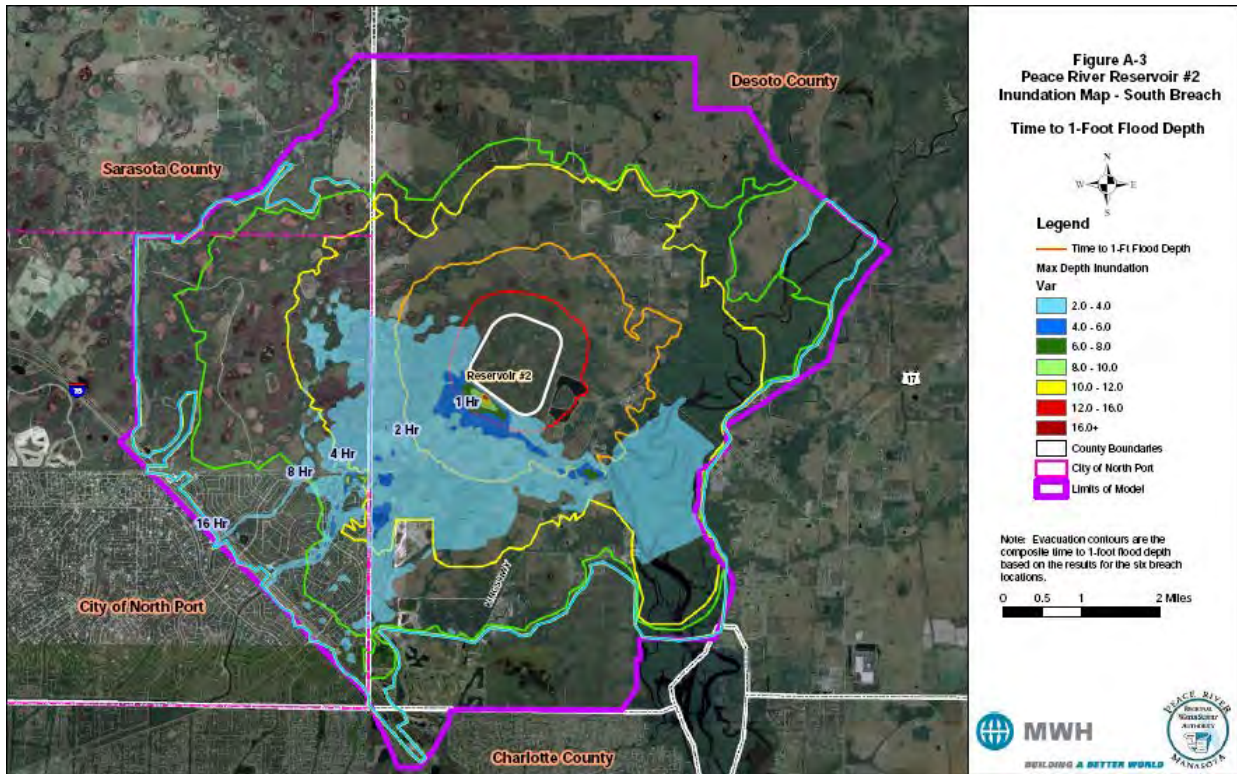 Figure A-3
Peace River Reservoir #2
Inundation Map - South Breach
Time to 1-Foot Flood Depth
N
W E
S
Legend
Time to 1-Ft Flood Depth
Max Depth Inundation
Var
2.0 - 4.0
4.0 - 6.0
6.0 - 8.0
8.0 - 10.0
10.0 - 12.0
12.0 - 16.0
16.0+
County Boundaries
City of North Port
Limits of Model
Note: Evacuation contours are the
composite time to 1-foot flood depth
based on the results for the six breach
locations.
0 0.5 1 2 Miles
MWH
BUILDING A BETTER WORLD
PEACE RIVER
REGIONAL
WATER SUPPLY
AUTHORITY
MANASOTA
Desoto County
Sarasota County
Reservoir #2
1 Hr
2 Hr
4 Hr
8 Hr
16 Hr
17
City of North Port
Charlotte County